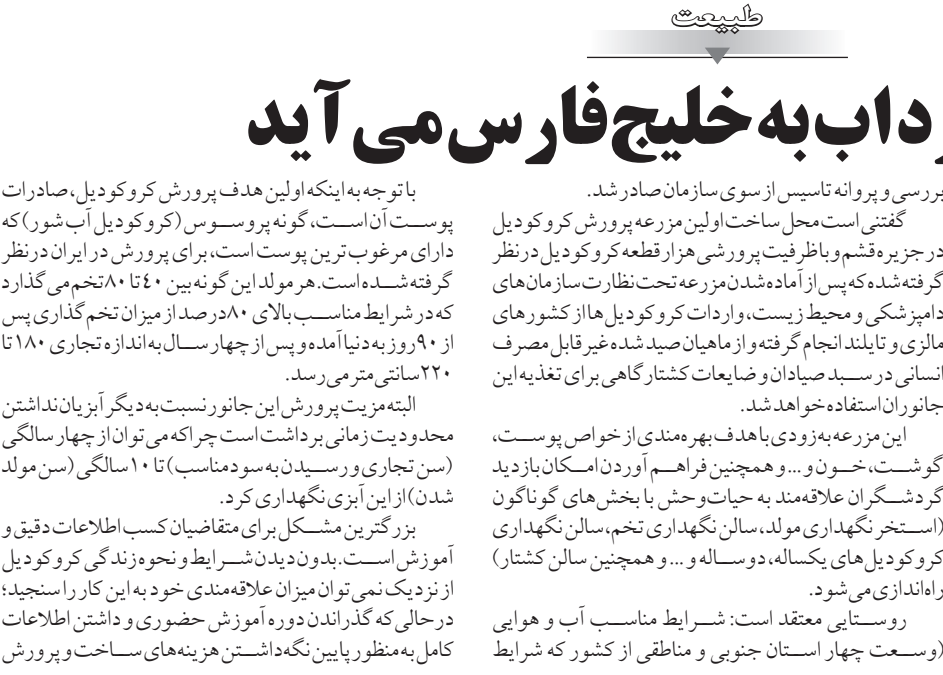 طبیعت
رداب به خلیج فارس می آید
بررسی و پروانه تاسیس از سوی سازمان صادر شد.
گفتنی است محل ساخت اولین مزرعه پرورش کروکودیل
در جزیره قشم و با ظرفیت پرورشی هزار قطعه کروکودیل در نظر
گرفته شده که پس از آماده شدن مزرعه تحت نظارت سازمان های
دامپزشکی و محیط زیست، واردات کروکودیل ها از کشورهای
مالزی و تایلند انجام گرفته و از ماهیان صید شده غیر قابل مصرف
انسانی در سبد صیادان و ضایعات کشتارگاهی برای تغذیه این
جانوران استفاده خواهد شد.
این مزرعه به زودی با هدف بهره مندی از خواص پوست،
گوشت، خون و ... و همچنین فراهم آوردن امکان بازدید
گردشگران علاقه مند به حیات وحش با بخش های گوناگون
(استخر نگهداری مولد، سالن نگهداری تخم، سالن نگهداری
کروکودیل های یکساله، دوساله و ... و همچنین سالن کشتار)
راه اندازی می شود.
روستایی معتقد است: شرایط مناسب آب و هوایی
(وسعت چهار استان جنوبی و مناطقی از کشور که شرایط
با توجه به اینکه اولین هدف پرورش کروکودیل، صادرات
پوست آن است، گونه پروسوس (کروکودیل آب شور) که
دارای مرغوب ترین پوست است، برای پرورش در ایران در نظر
گرفته شده است. هر مولد این گونه بین ۴۰ تا ۸۰ تخم می گذارد
که در شرایط مناسب بالای ۸۰ درصد از میزان تخم گذاری پس
از ۹۰ روز به دنیا آمده و پس از چهار سال به اندازه تجاری ۱۸۰ تا
۲۲۰ سانتی متر می رسد.
البته مزیت پرورش این جانور نسبت به دیگر آبزیان نداشتن
محدودیت زمانی برداشت است چراکه می توان از چهار سالگی
(سن تجاری و رسیدن به سود مناسب) تا ۱۰ سالگی (سن مولد
شدن) از این آبزی نگهداری کرد.
بزرگترین مشکل برای متقاضیان کسب اطلاعات دقیق و
آموزش است. بدون دیدن شرایط و نحوه زندگی کروکودیل
از نزدیک نمی توان میزان علاقه مندی خود به این کار را سنجید؛
در حالی که گذراندن دوره آموزش حضوری و داشتن اطلاعات
کامل به منظور پایین نگه داشتن هزینه های ساخت و پرورش